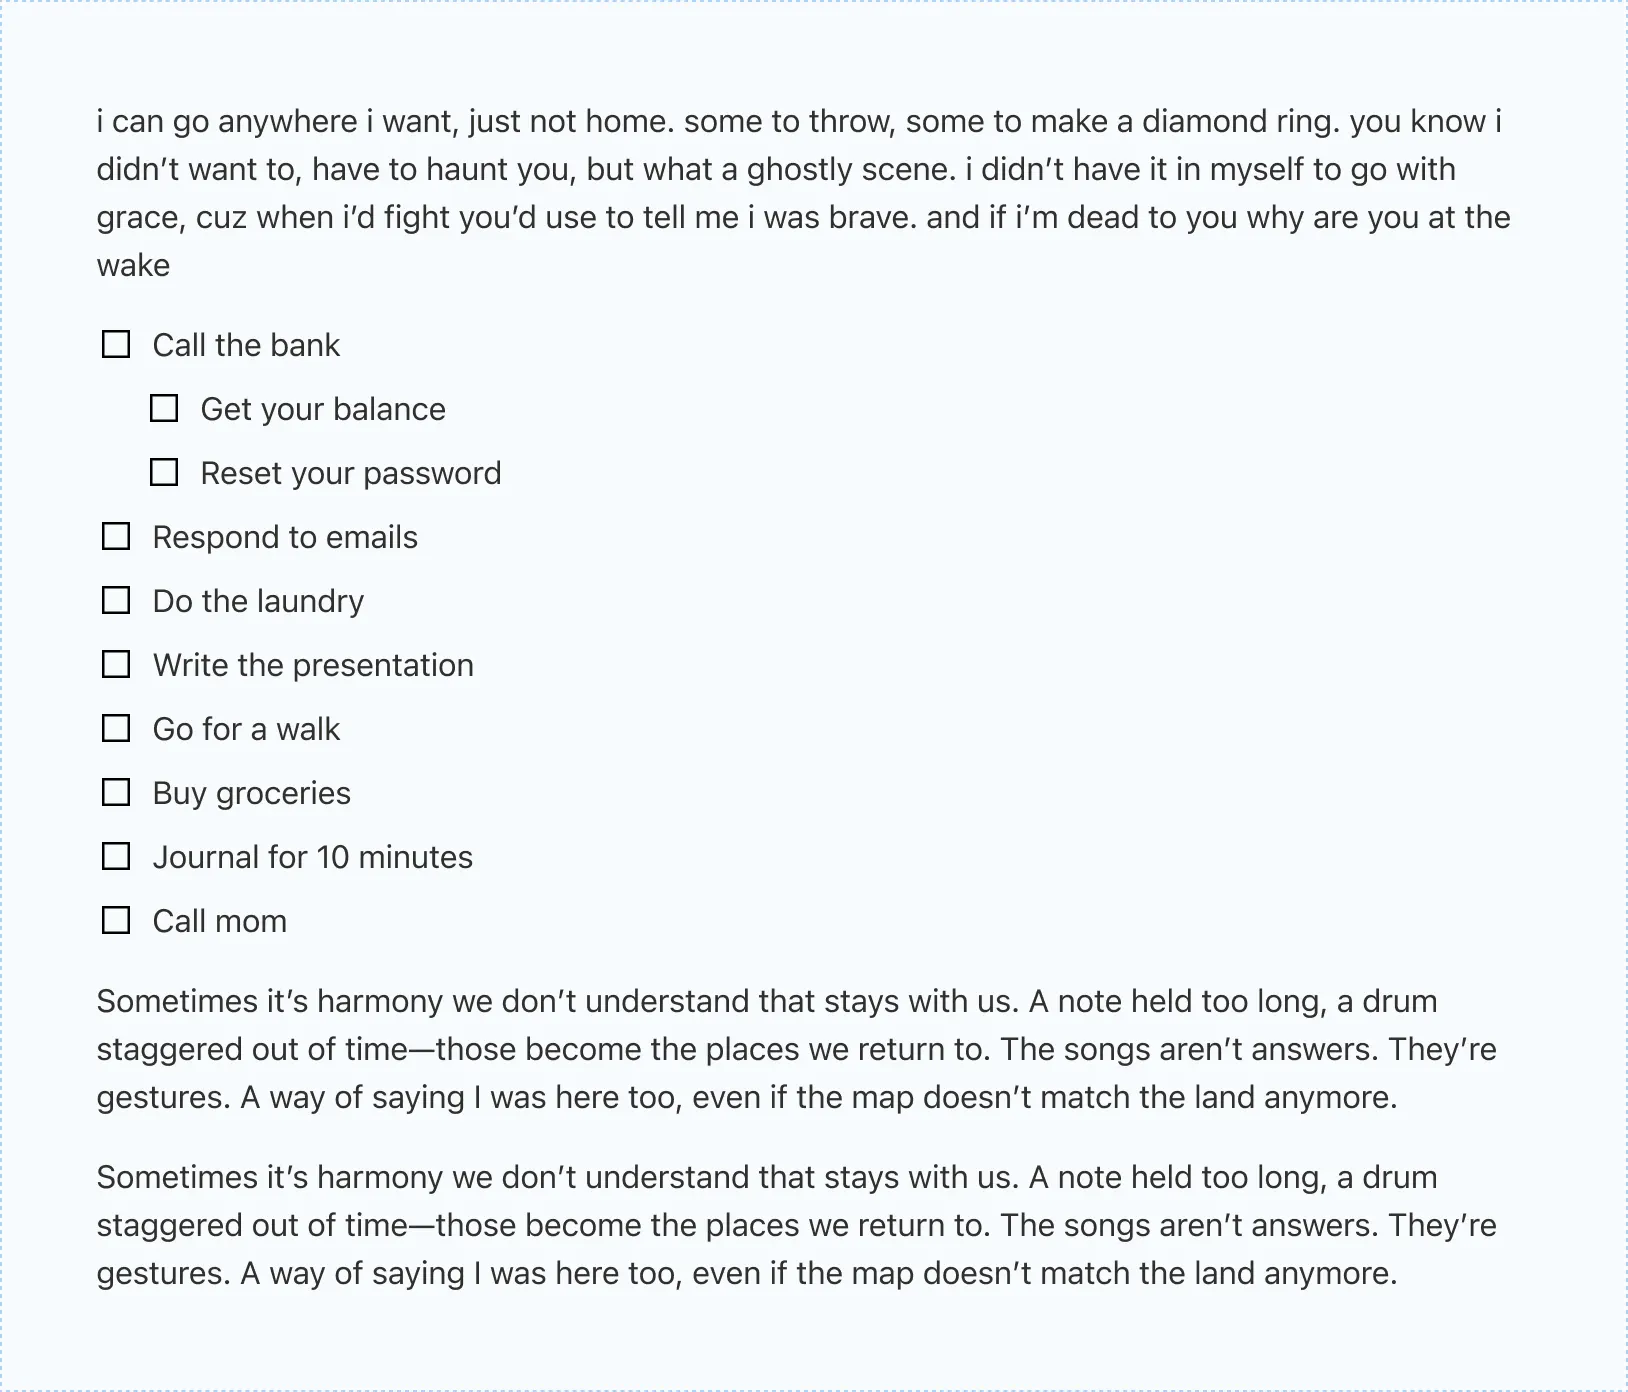 i can go anywhere i want, just not home. some to throw, some to make a diamond ring. you know i
didn’t want to, have to haunt you, but what a ghostly scene. i didn’t have it in myself to go with
grace, cuz when i’d fight you’d use to tell me i was brave. and if i’m dead to you why are you at the
wake
Call the bank
Get your balance
Reset your password
Respond to emails
Do the laundry
Write the presentation
Go for a walk
Buy groceries
Journal for 10 minutes
Call mom
Sometimes it’s harmony we don’t understand that stays with us. A note held too long, a drum
staggered out of time—those become the places we return to. The songs aren’t answers. They’re
gestures. A way of saying I was here too, even if the map doesn’t match the land anymore.
Sometimes it’s harmony we don’t understand that stays with us. A note held too long, a drum
staggered out of time—those become the places we return to. The songs aren’t answers. They’re
gestures. A way of saying I was here too, even if the map doesn’t match the land anymore.